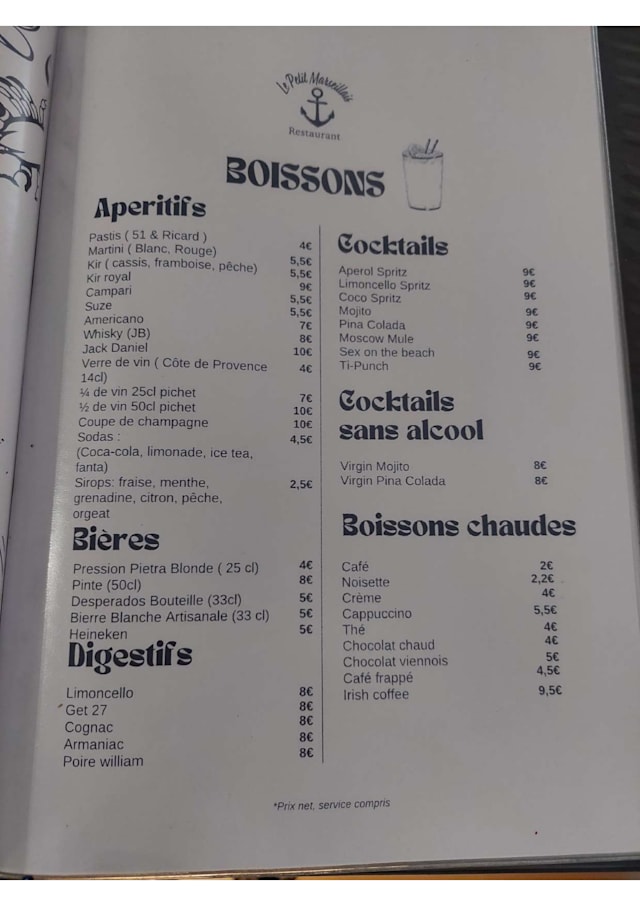 Le Petit Marseillais
Restaurant
BOISSONS
Aperitifs
Pastis ( 51 & Ricard ) 4€
Martini ( Blanc, Rouge) 5,5€
Kir ( cassis, framboise, pêche) 5,5€
Kir royal 9€
Campari 5,5€
Suze 5,5€
Americano 7€
Whisky (JB) 8€
Jack Daniel 10€
Verre de vin ( Côte de Provence 4€
14cl)
¼ de vin 25cl pichet 7€
½ de vin 50cl pichet 10€
Coupe de champagne 10€
Sodas : 4,5€
(Coca-cola, limonade, ice tea,
fanta)
Sirops: fraise, menthe, 2,5€
grenadine, citron, pêche,
orgeat
Bières
Pression Pietra Blonde ( 25 cl) 4€
Pinte (50cl) 8€
Desperados Bouteille (33cl) 5€
Bierre Blanche Artisanale (33 cl) 5€
Heineken 5€
Digestifs
Limoncello 8€
Get 27 8€
Cognac 8€
Armaniac 8€
Poire william 8€
Cocktails
Aperol Spritz 9€
Limoncello Spritz 9€
Coco Spritz 9€
Mojito 9€
Pina Colada 9€
Moscow Mule 9€
Sex on the beach 9€
Ti-Punch 9€
Cocktails
sans alcool
Virgin Mojito 8€
Virgin Pina Colada 8€
Boissons chaudes
Café 2€
Noisette 2,2€
Crème 4€
Cappuccino 5,5€
Thé 4€
Chocolat chaud 4€
Chocolat viennois 5€
Café frappé 4,5€
Irish coffee 9,5€
*Prix net, service compris